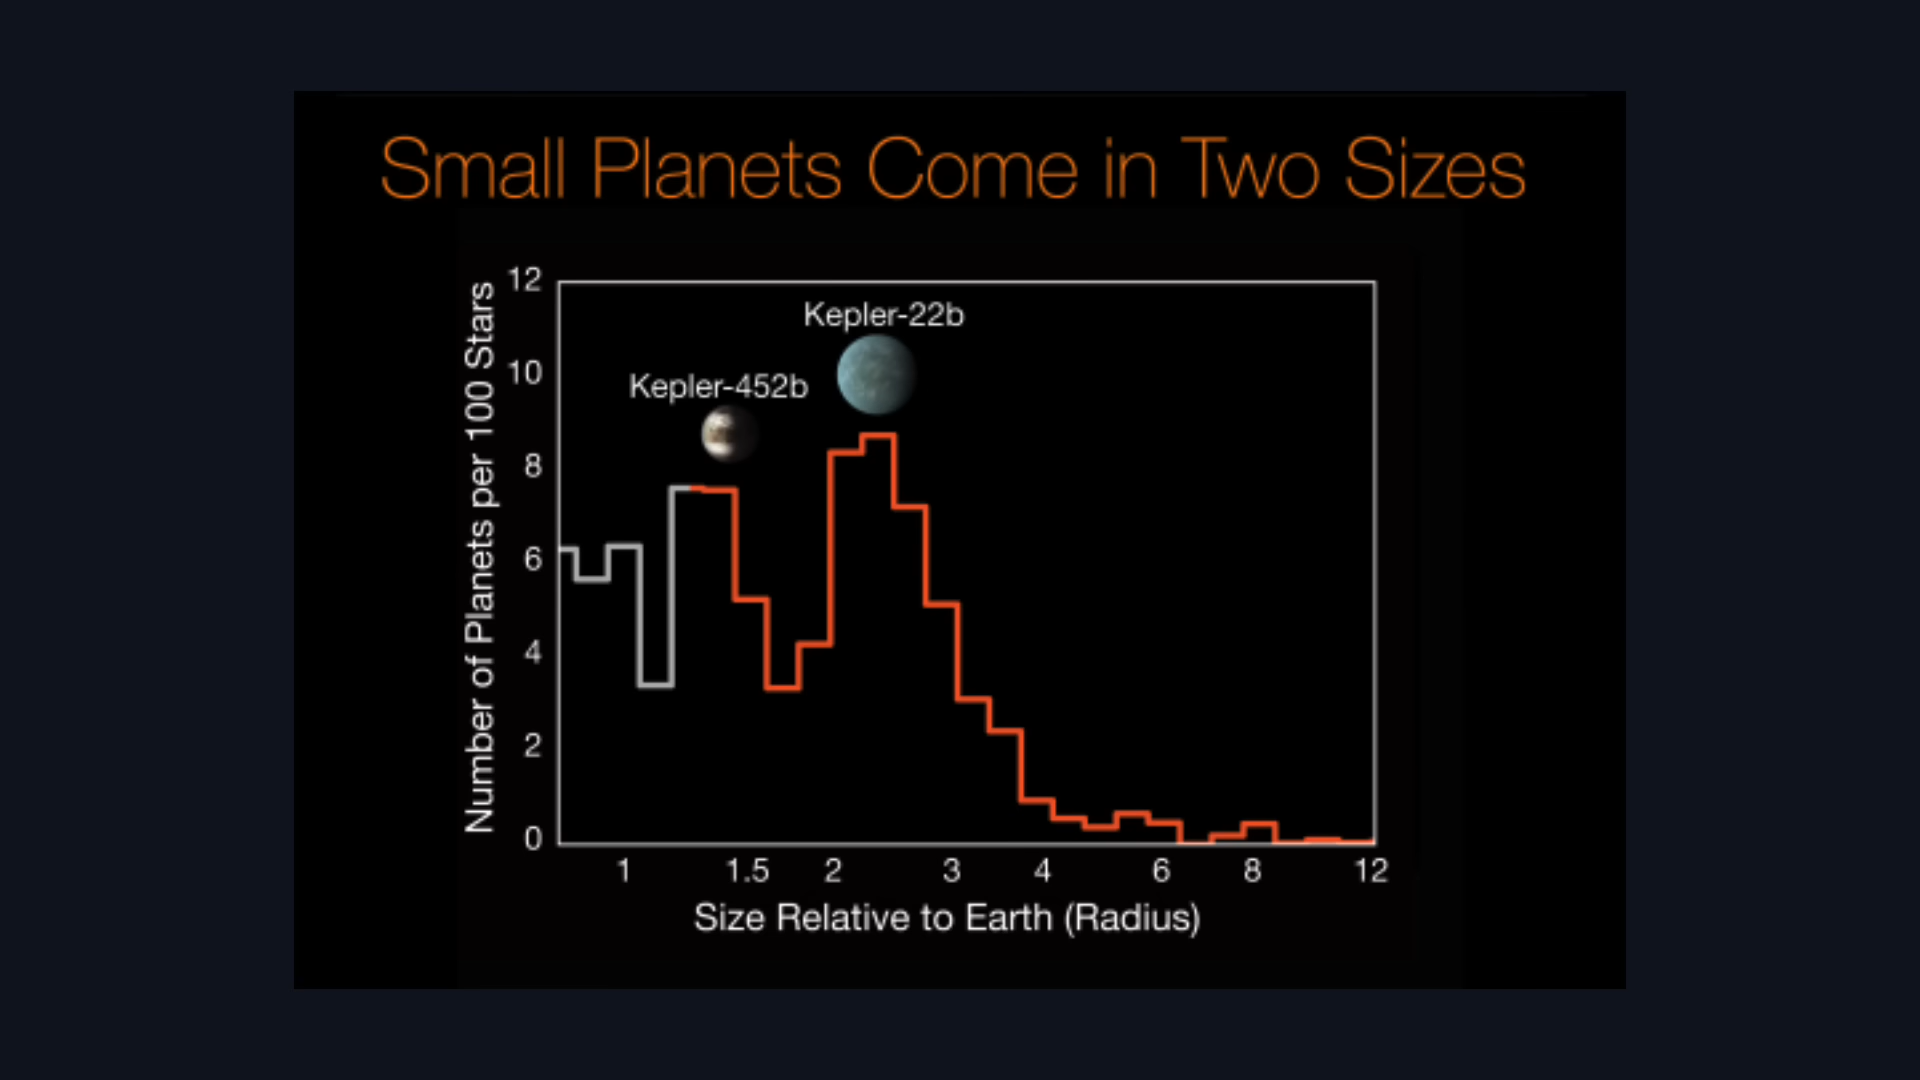 Small Planets Come in Two Sizes
Number of Planets per 100 Stars
12
10
8
6
4
2
0
Kepler-22b
Kepler-452b
1 1.5 2 3 4 6 8 12
Size Relative to Earth (Radius)